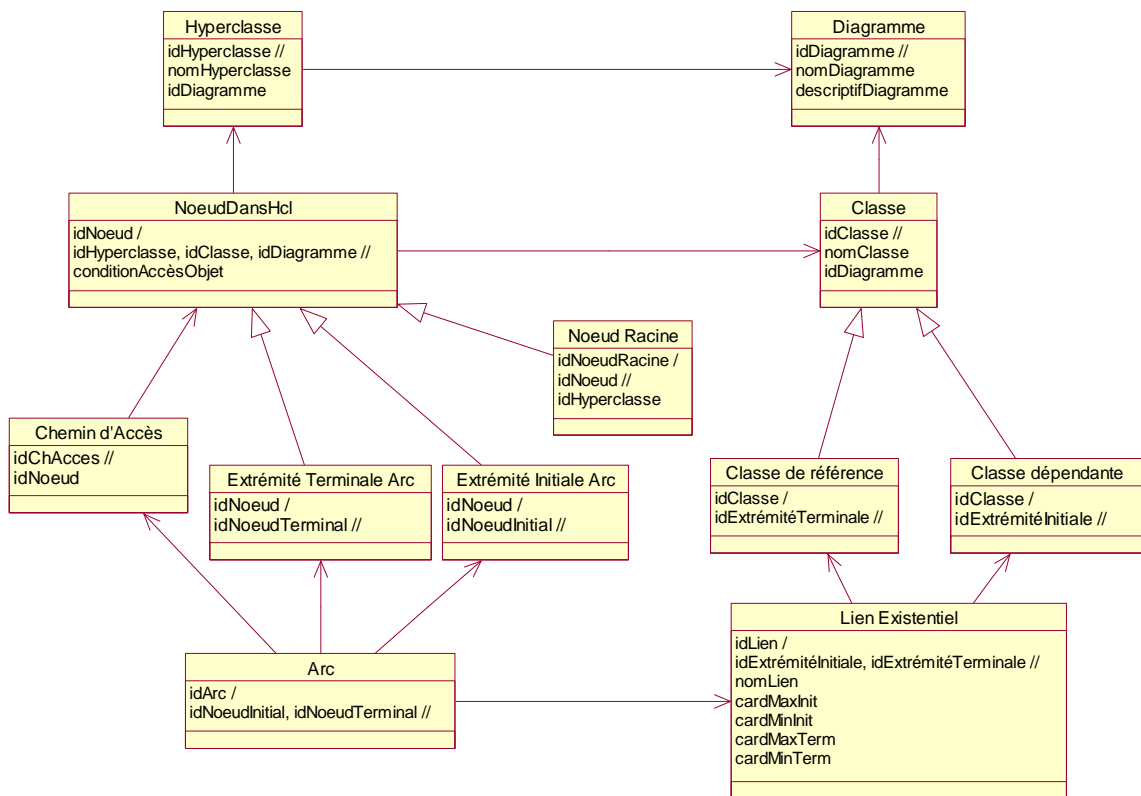 Hyperclasse
idHyperclasse //
nomHyperclasse
idDiagramme
Diagramme
idDiagramme //
nomDiagramme
descriptifDiagramme
NoeudDansHcl
idNoeud /
idHyperclasse, idClasse, idDiagramme //
conditionAccèsObjet
Classe
idClasse //
nomClasse
idDiagramme
Noeud Racine
idNoeudRacine /
idNoeud //
idHyperclasse
Chemin d'Accès
idChAcces //
idNoeud
Extrémité Terminale Arc
idNoeud /
idNoeudTerminal //
Extrémité Initiale Arc
idNoeud /
idNoeudInitial //
Classe de référence
idClasse /
idExtrémitéTerminale //
Classe dépendante
idClasse /
idExtrémitéInitiale //
Arc
idArc /
idNoeudInitial, idNoeudTerminal //
Lien Existentiel
idLien /
idExtrémitéInitiale, idExtrémitéTerminale //
nomLien
cardMaxInit
cardMinInit
cardMaxTerm
cardMinTerm